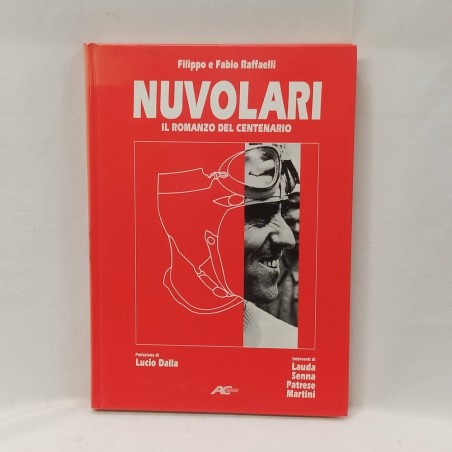 Filippo e Fabio Raffaelli
NUVOLARI
IL ROMANZO DEL CENTENARIO
Prefazione di
Lucio Dalla
Interventi di
Lauda
Senna
Patrese
Martini